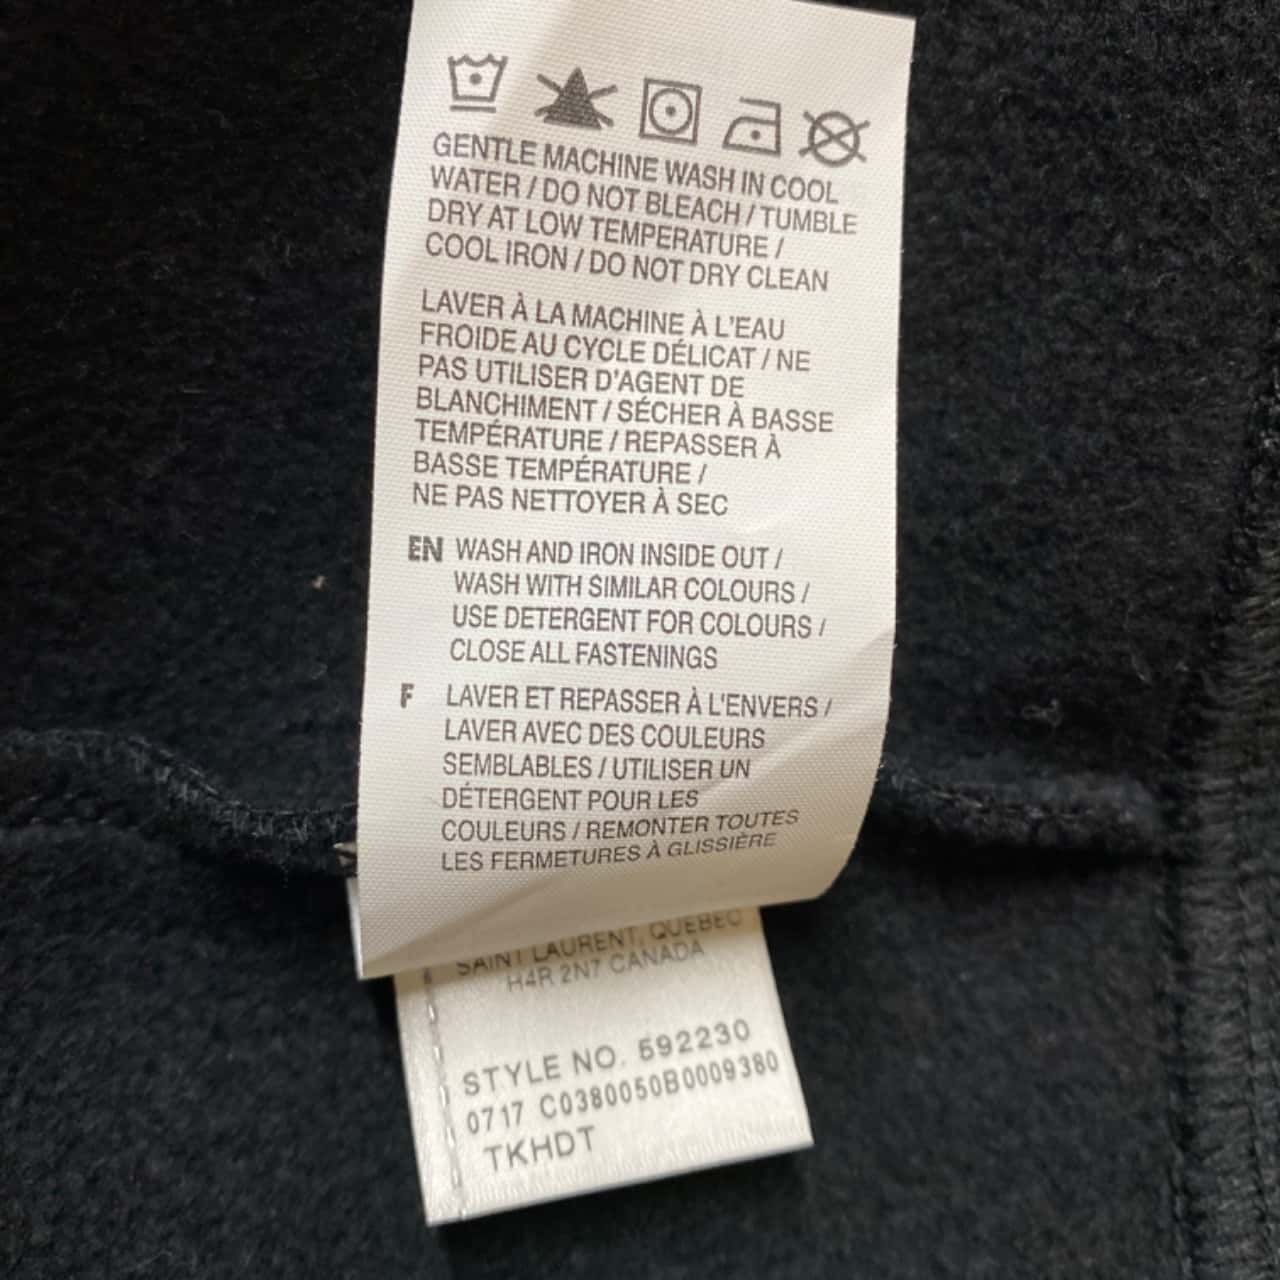 GENTLE MACHINE WASH IN COOL
WATER / DO NOT BLEACH / TUMBLE
DRY AT LOW TEMPERATURE /
COOL IRON / DO NOT DRY CLEAN
LAVER À LA MACHINE À L'EAU
FROIDE AU CYCLE DÉLICAT / NE
PAS UTILISER D'AGENT DE
BLANCHIMENT / SÉCHER À BASSE
TEMPÉRATURE / REPASSER À
BASSE TEMPÉRATURE /
NE PAS NETTOYER À SEC
EN WASH AND IRON INSIDE OUT /
WASH WITH SIMILAR COLOURS /
USE DETERGENT FOR COLOURS /
CLOSE ALL FASTENINGS
F LAVER ET REPASSER À L'ENVERS /
LAVER AVEC DES COULEURS
SEMBLABLES / UTILISER UN
DÉTERGENT POUR LES
COULEURS / REMONTER TOUTES
LES FERMETURES À GLISSIÈRE
SAINT LAURENT, QUEBEC
H4R 2N7 CANADA
STYLE NO. 592230
0717 C0380050B0009380
TKHDT